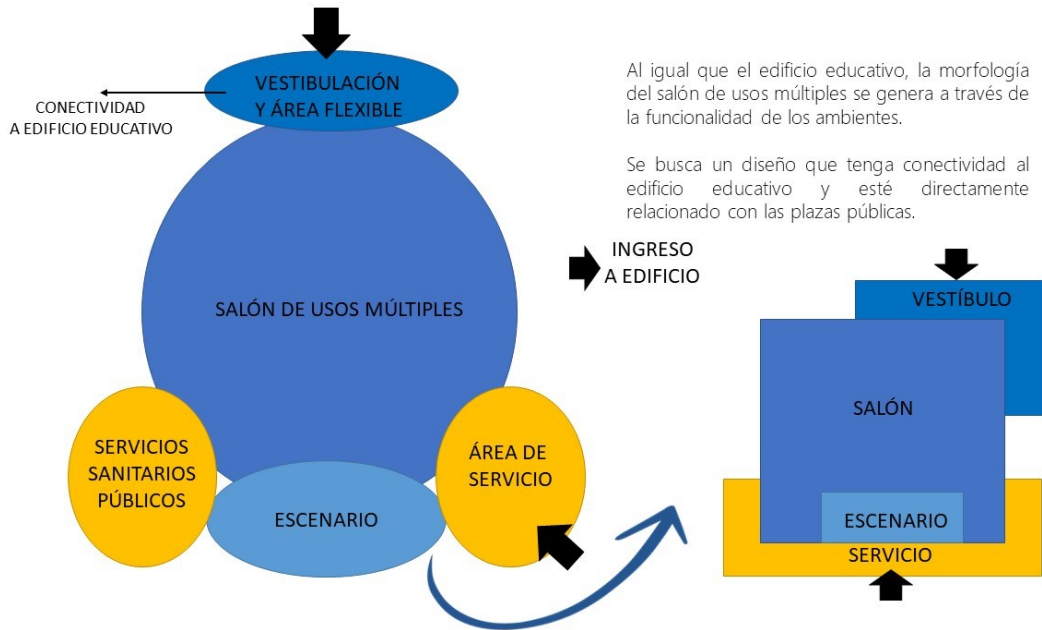 VESTIBULACIÓN
Y ÁREA FLEXIBLE
CONECTIVIDAD
A EDIFICIO EDUCATIVO
SALÓN DE USOS MÚLTIPLES
SERVICIOS
SANITARIOS
PÚBLICOS
ESCENARIO
ÁREA DE
SERVICIO
INGRESO
A EDIFICIO
Al igual que el edificio educativo, la morfología
del salón de usos múltiples se genera a través de
la funcionalidad de los ambientes.
Se busca un diseño que tenga conectividad al
edificio educativo y esté directamente
relacionado con las plazas públicas.
VESTÍBULO
SALÓN
ESCENARIO
SERVICIO